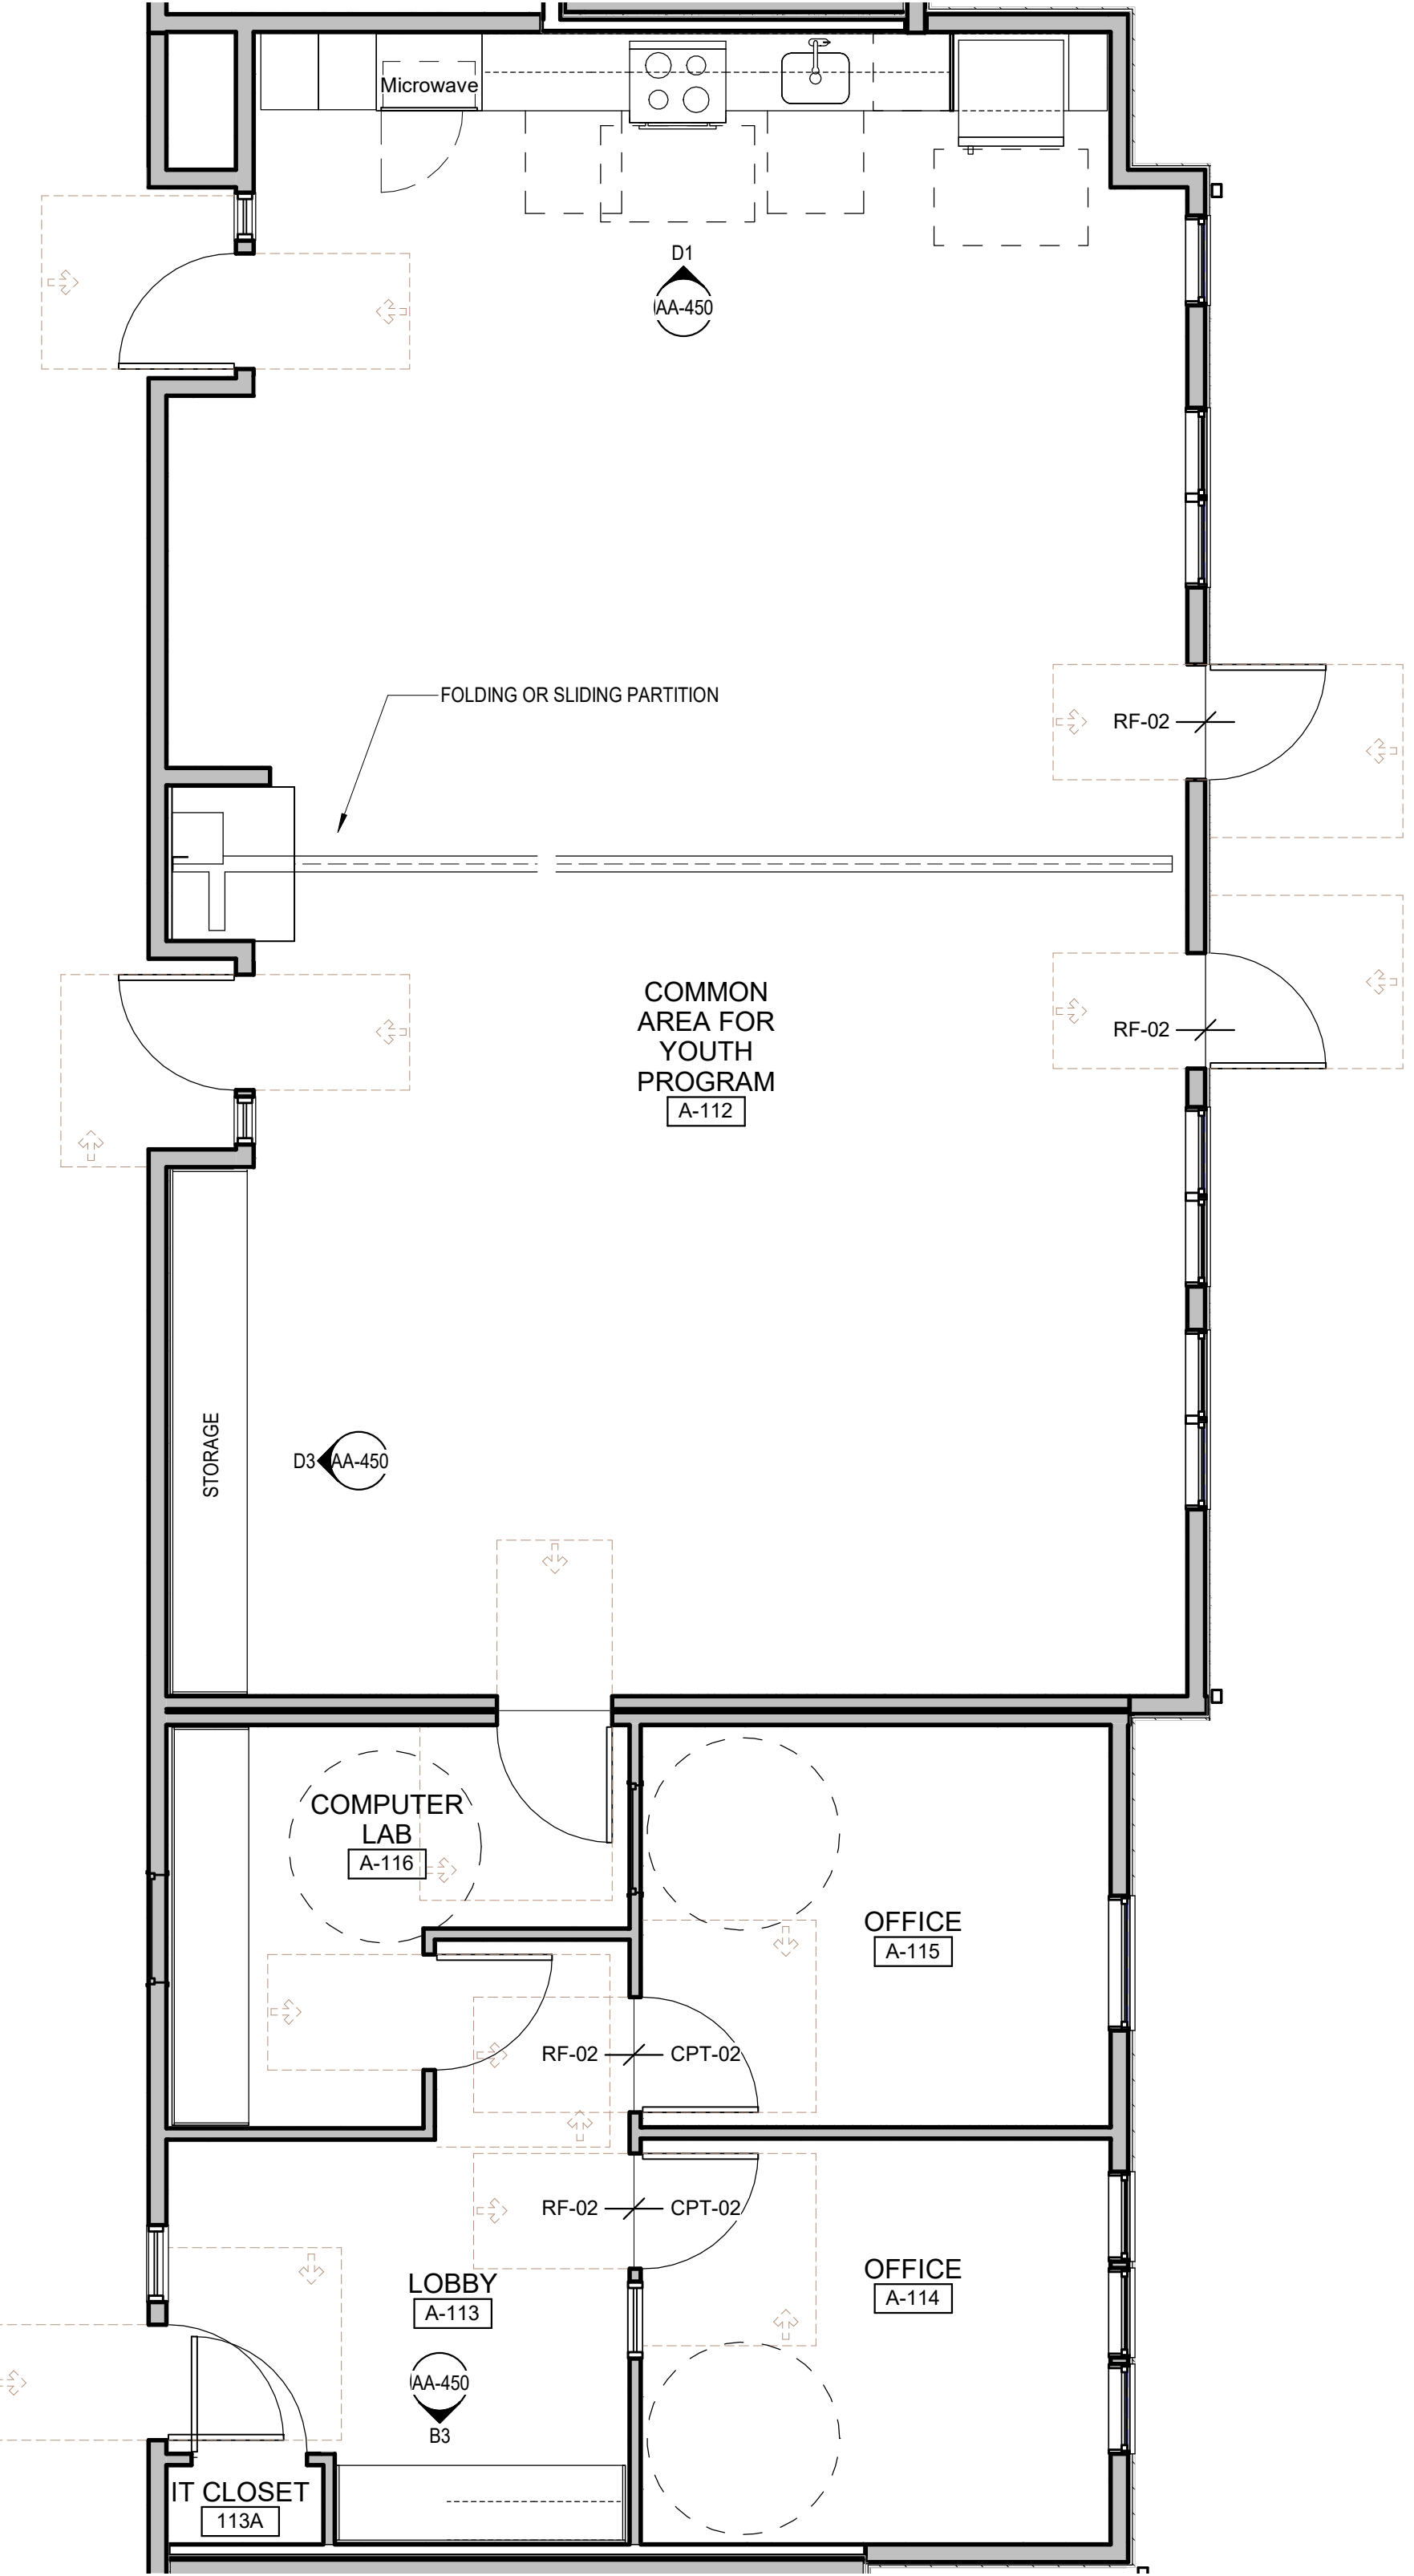 Microwave
D1
AA-450
FOLDING OR SLIDING PARTITION
RF-02
COMMON
AREA FOR
YOUTH
PROGRAM
A-112
RF-02
STORAGE
D3
AA-450
COMPUTER
LAB
A-116
OFFICE
A-115
RF-02
CPT-02
RF-02
CPT-02
LOBBY
A-113
OFFICE
A-114
AA-450
B3
IT CLOSET
113A